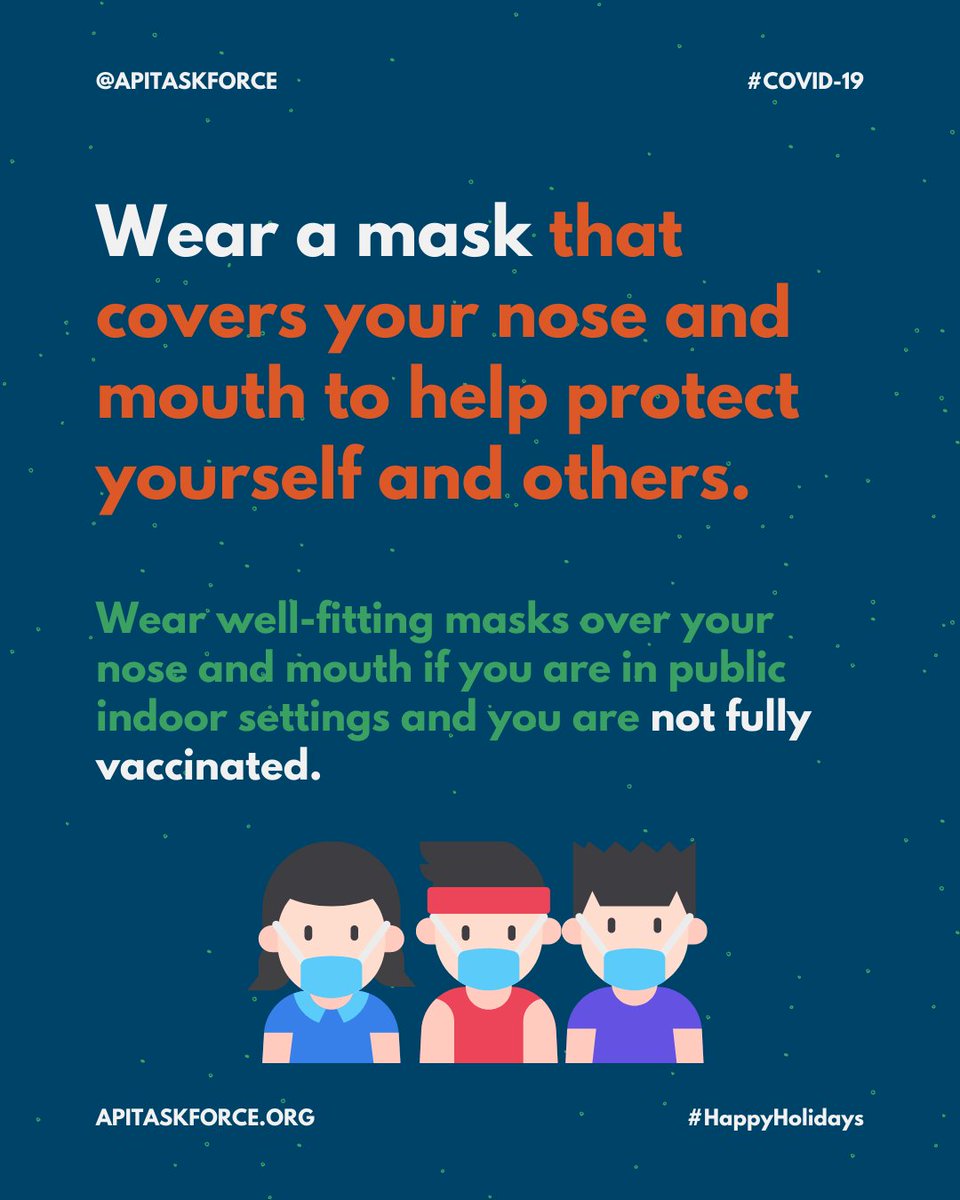 @APITASKFORCE
#COVID-19
Wear a mask that
covers your nose and
mouth to help protect
yourself and others.
Wear well-fitting masks over your
nose and mouth if you are in public
indoor settings and you are not fully
vaccinated.
APITASKFORCE.ORG
#HappyHolidays